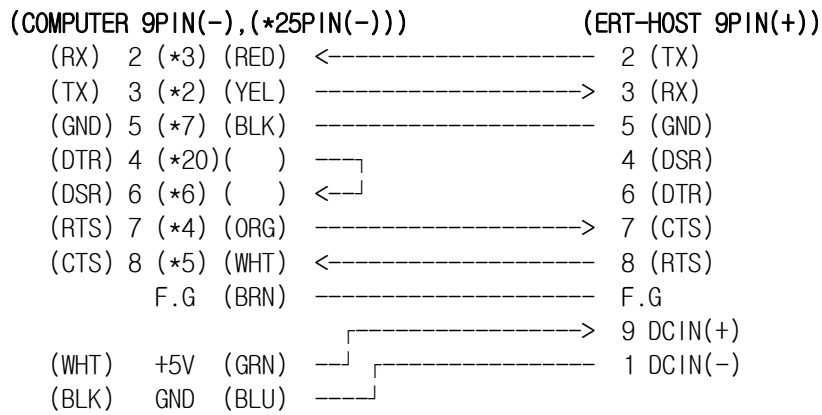 (COMPUTER 9PIN(-),(*25PIN(-))) (ERT-HOST 9PIN(+))
(RX) 2 (*3) (RED) <-------------------- 2 (TX)
(TX) 3 (*2) (YEL) --------------------> 3 (RX)
(GND) 5 (*7) (BLK) --------------------- 5 (GND)
(DTR) 4 (*20)( ) ---┐ 4 (DSR)
(DSR) 6 (*6) ( ) <--┘ 6 (DTR)
(RTS) 7 (*4) (ORG) --------------------> 7 (CTS)
(CTS) 8 (*5) (WHT) <-------------------- 8 (RTS)
F.G (BRN) --------------------- F.G
┌-----------------> 9 DCIN(+)
(WHT) +5V (GRN) --┘ ┌---------------- 1 DCIN(-)
(BLK) GND (BLU) ----┘